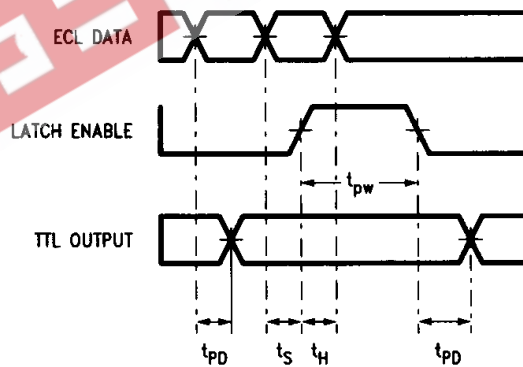 ECL DATA
LATCH ENABLE
tpw
TTL OUTPUT
tPD
tS
tH
tPD